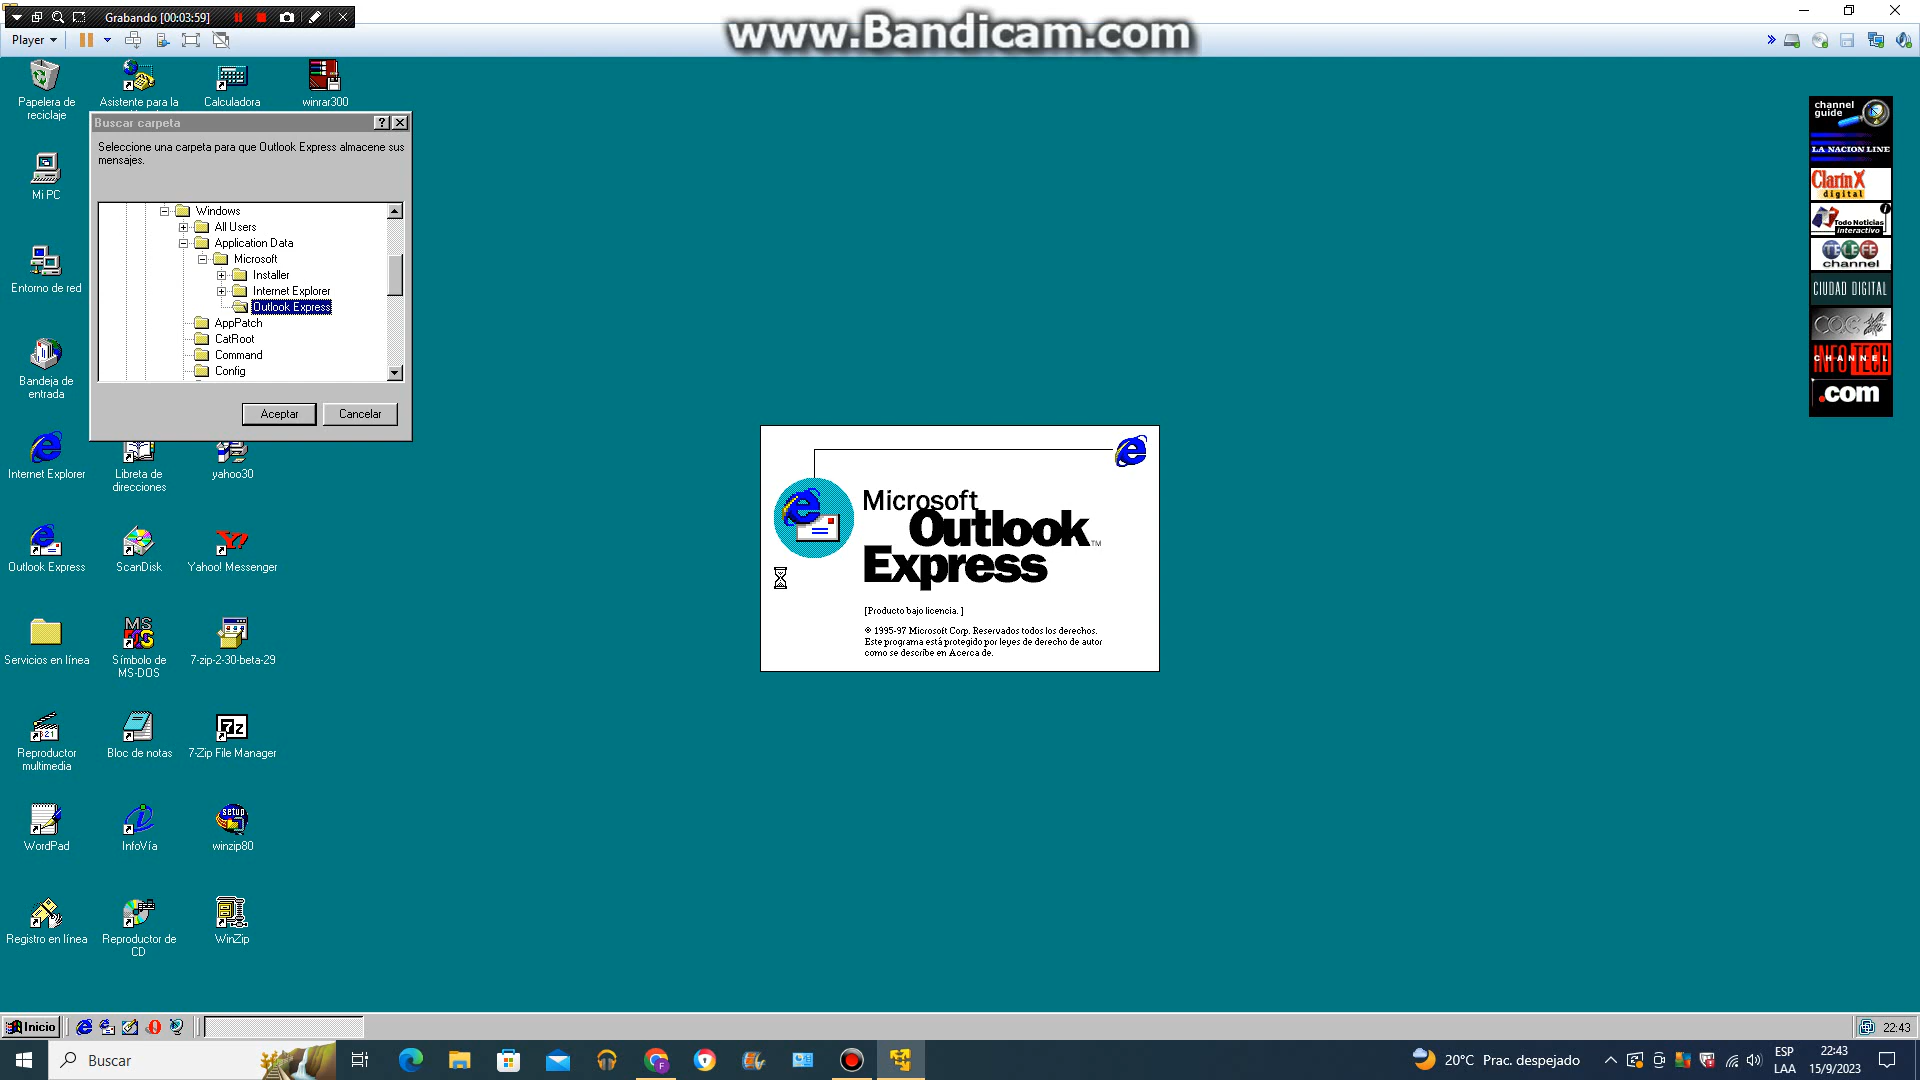 Grabando [00:03:59]
www.Bandicam.com
Player
Papelera de
reciclaje
Asistente para la
Calculadora
winrar300
Buscar carpeta
Seleccione una carpeta para que Outlook Express almacene sus
mensajes.
Windows
All Users
Application Data
Microsoft
Installer
Internet Explorer
Outlook Express
AppPatch
CatRoot
Command
Config
Aceptar
Cancelar
Mi PC
Entorno de red
Bandeja de
entrada
Internet Explorer
Libreta de
direcciones
yahoo30
Outlook Express
ScanDisk
Yahoo! Messenger
Servicios en línea
MS
Símbolo de
MS-DOS
7-zip-2-30-beta-29
Reproductor
multimedia
Bloc de notas
7z
7-Zip File Manager
WordPad
InfoVía
setup
winzip80
Registro en línea
Reproductor de
CD
WinZip
Microsoft
Outlook™
Express
[Producto bajo licencia. ]
© 1995-97 Microsoft Corp. Reservados todos los derechos.
Este programa está protegido por leyes de derecho de autor
como se describe en Acerca de.
channel
guide
LA NACION LINE
Clarín X
digital
Todo Noticias
interactivo
TELEFE
channel
CIUDAD DIGITAL
CHANNEL
INFOTECH
.com
Inicio
22:43
Buscar
20°C Prac. despejado
ESP
LAA
22:43
15/9/2023